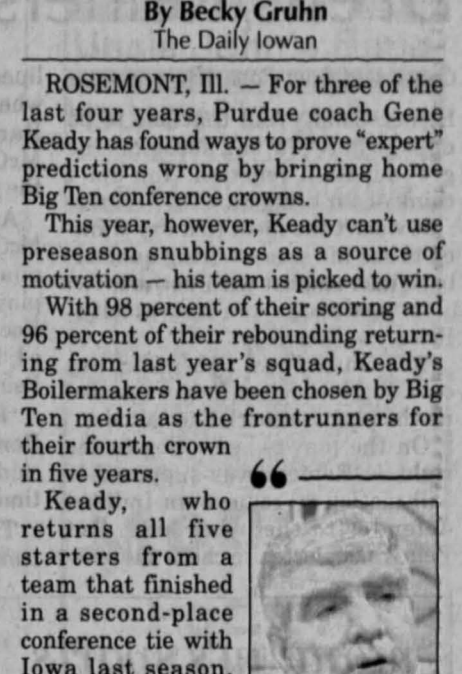 By Becky Gruhn
The Daily Iowan
ROSEMONT, Ill. — For three of the
last four years, Purdue coach Gene
Keady has found ways to prove “expert”
predictions wrong by bringing home
Big Ten conference crowns.
This year, however, Keady can't use
preseason snubbings as a source of
motivation — his team is picked to win.
With 98 percent of their scoring and
96 percent of their rebounding return-
ing from last year's squad, Keady's
Boilermakers have been chosen by Big
Ten media as the frontrunners for
their fourth crown
in five years.
Keady, who
returns all five
starters from a
team that finished
in a second-place
conference tie with
Iowa last season,
“